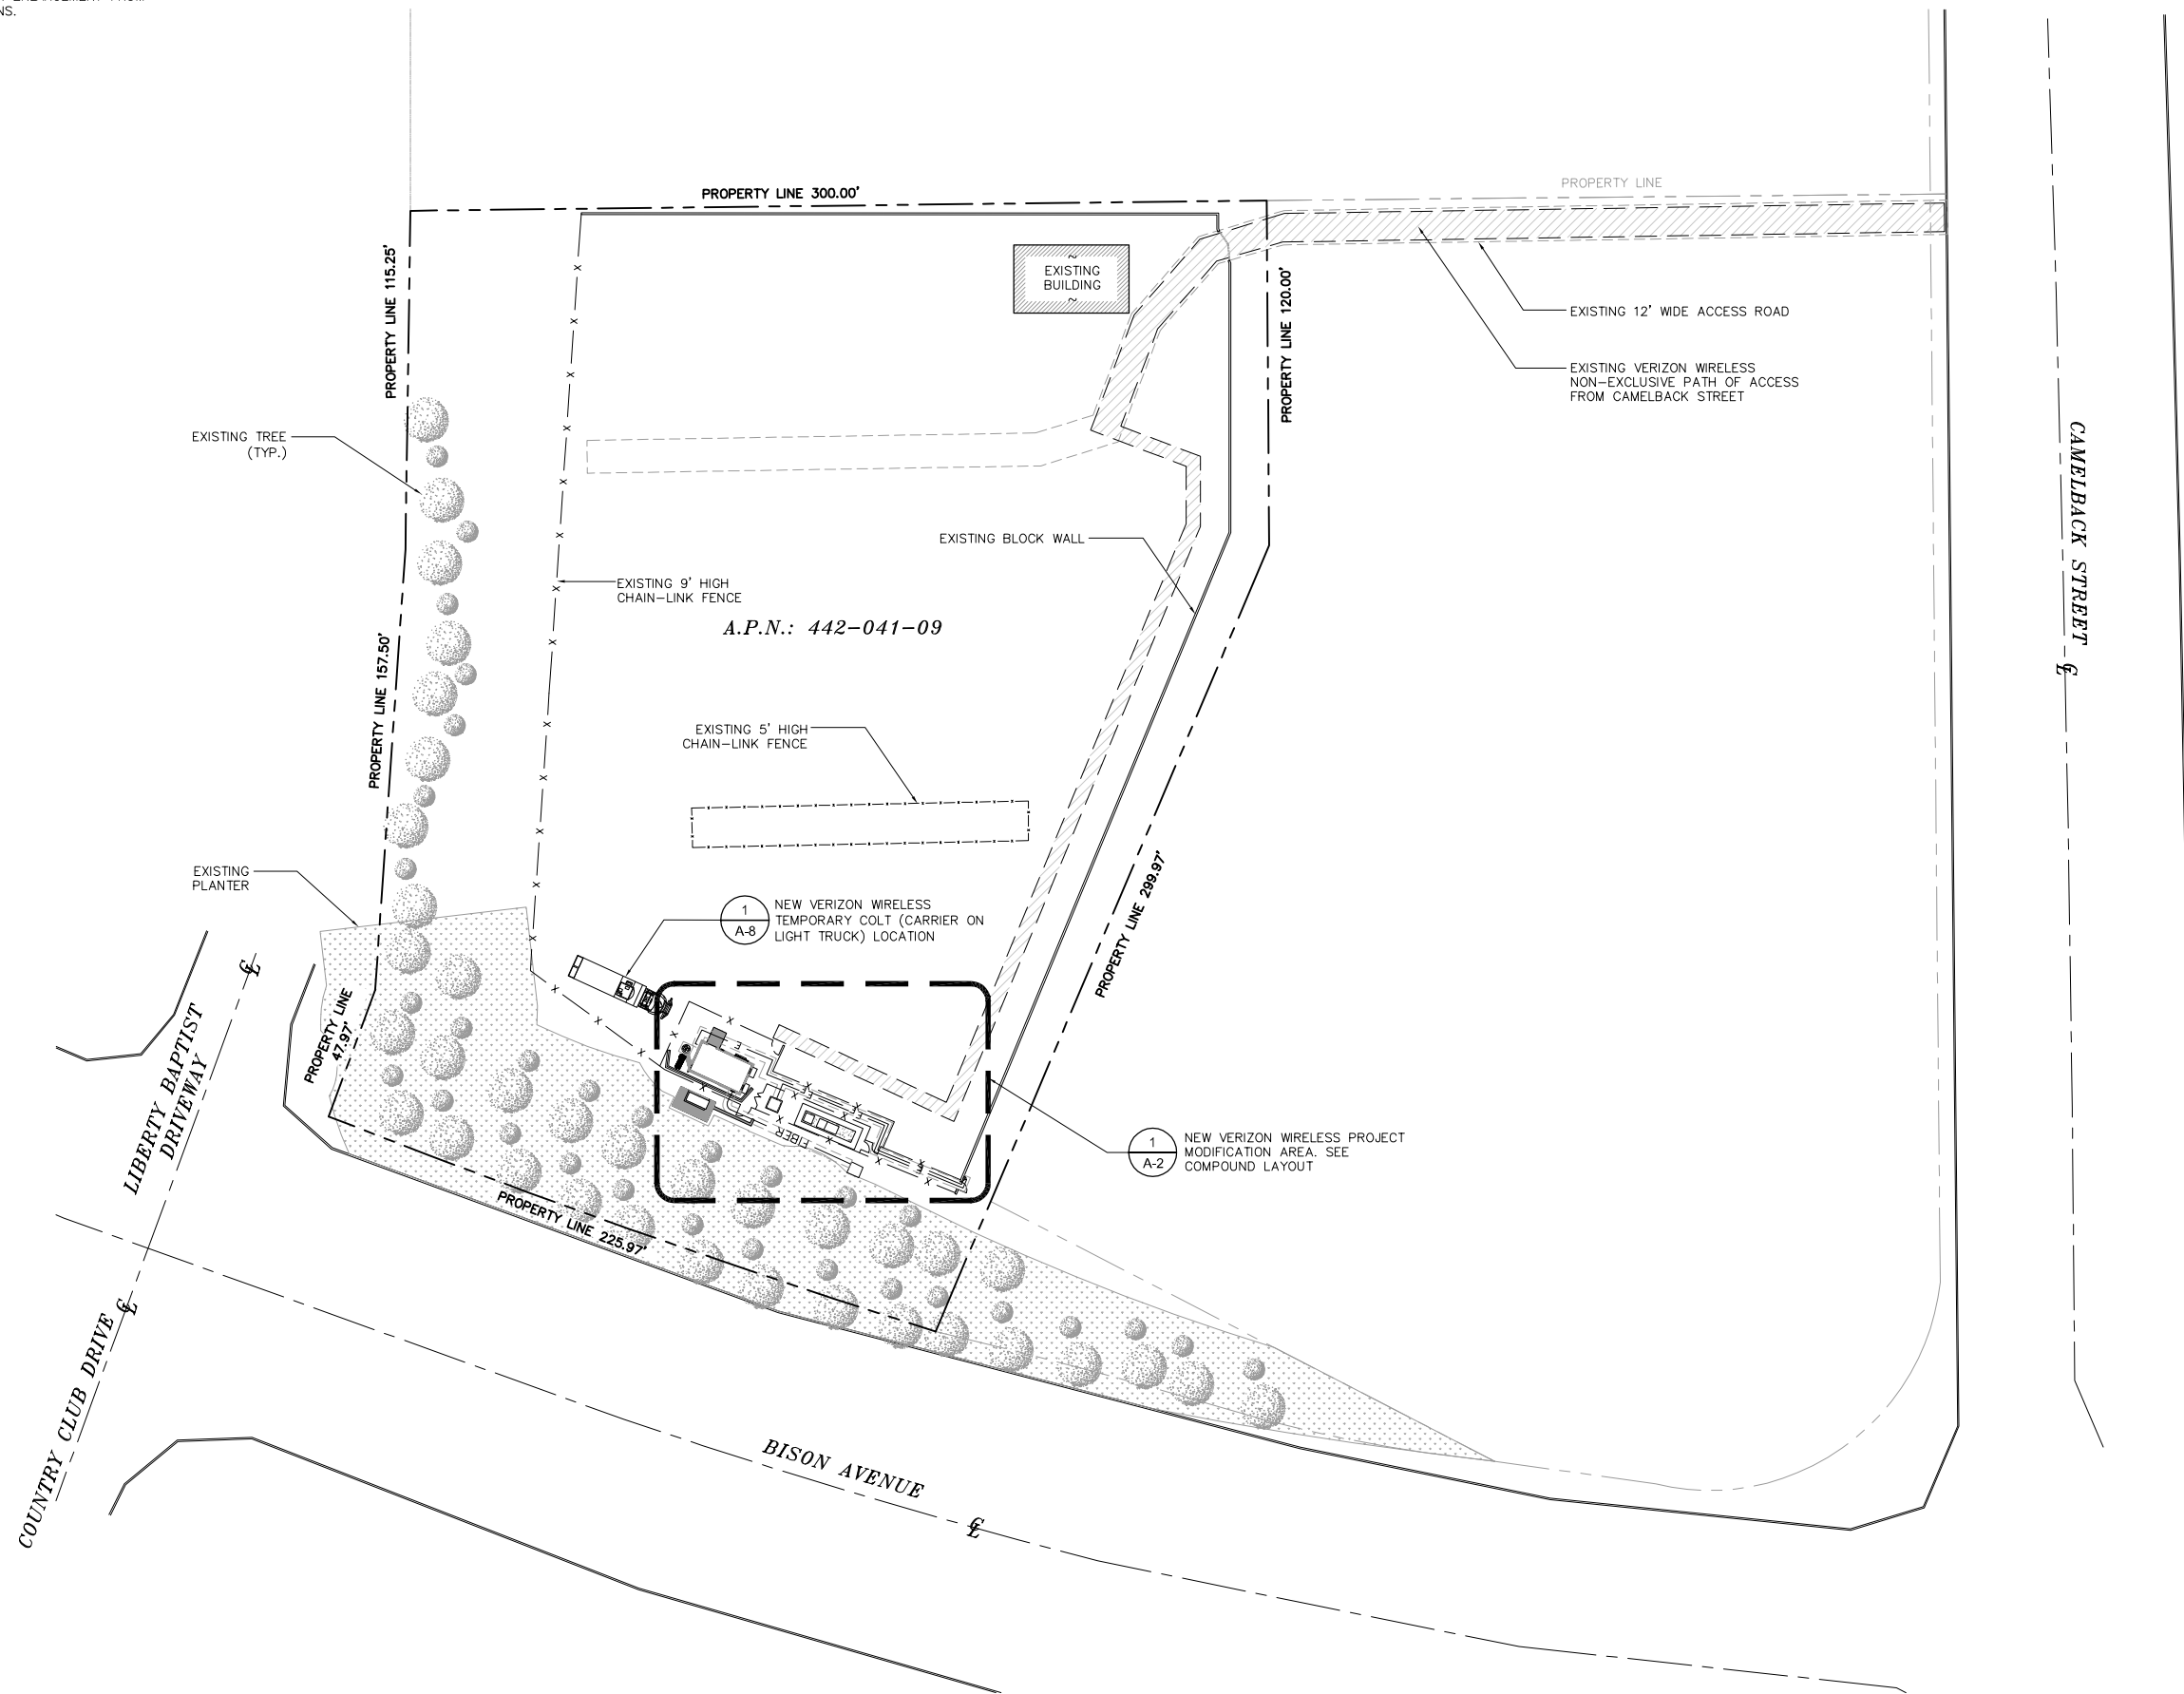 NS.
PROPERTY LINE 300.00'
PROPERTY LINE
PROPERTY LINE 115.25'
EXISTING
BUILDING
PROPERTY LINE 120.00'
EXISTING 12' WIDE ACCESS ROAD
EXISTING VERIZON WIRELESS
NON-EXCLUSIVE PATH OF ACCESS
FROM CAMELBACK STREET
EXISTING TREE
(TYP.)
CAMELBACK STREET
EXISTING BLOCK WALL
EXISTING 9' HIGH
CHAIN-LINK FENCE
A.P.N.: 442-041-09
PROPERTY LINE 157.50'
EXISTING 5' HIGH
CHAIN-LINK FENCE
EXISTING
PLANTER
PROPERTY LINE 299.97'
1
A-8
NEW VERIZON WIRELESS
TEMPORARY COLT (CARRIER ON
LIGHT TRUCK) LOCATION
PROPERTY LINE
47.97'
LIBERTY BAPTIST
DRIVEWAY
FIBER
1
A-2
NEW VERIZON WIRELESS PROJECT
MODIFICATION AREA. SEE
COMPOUND LAYOUT
PROPERTY LINE 225.97'
COUNTRY CLUB DRIVE
BISON AVENUE